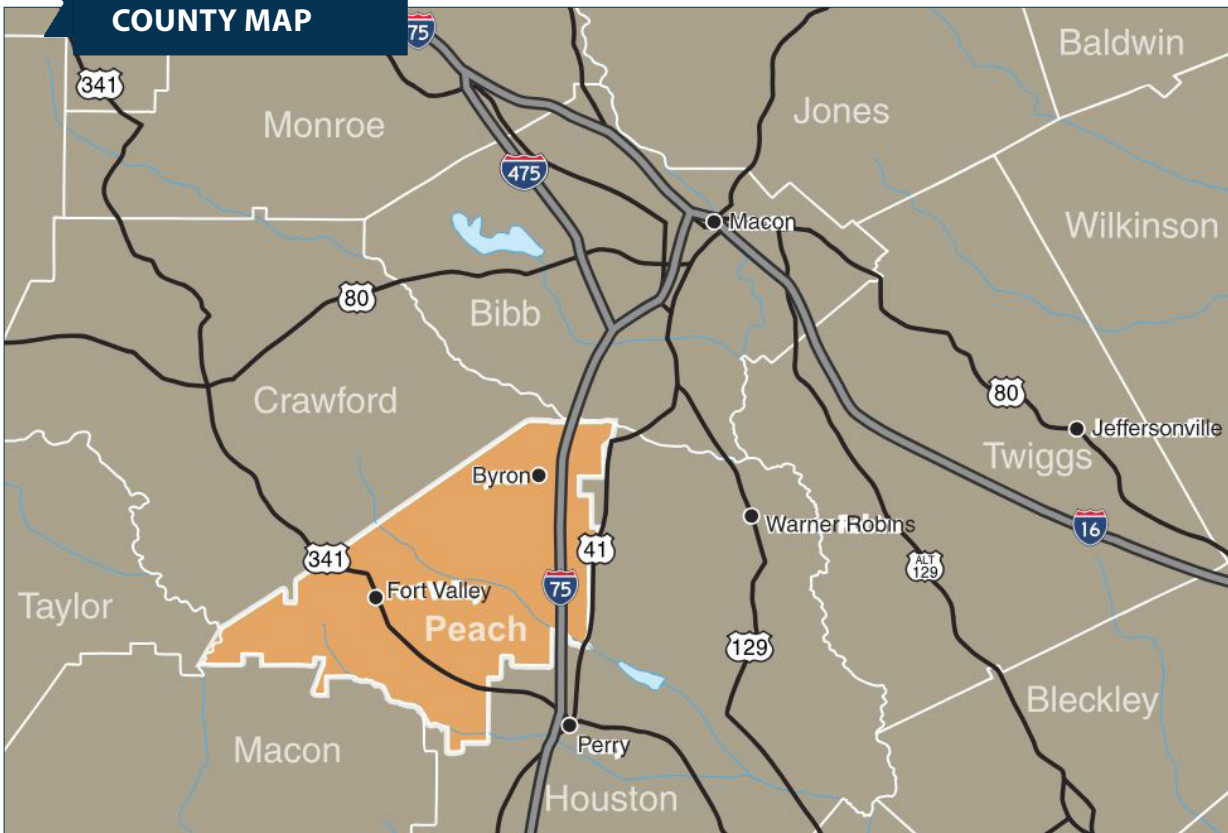 COUNTY MAP
75
Baldwin
341
Jones
Monroe
475
Macon
Wilkinson
80
Bibb
Crawford
80
Jeffersonville
Twiggs
Byron
Warner Robins
16
41
341
ALT
129
75
Fort Valley
Taylor
Peach
129
Bleckley
Macon
Perry
Houston